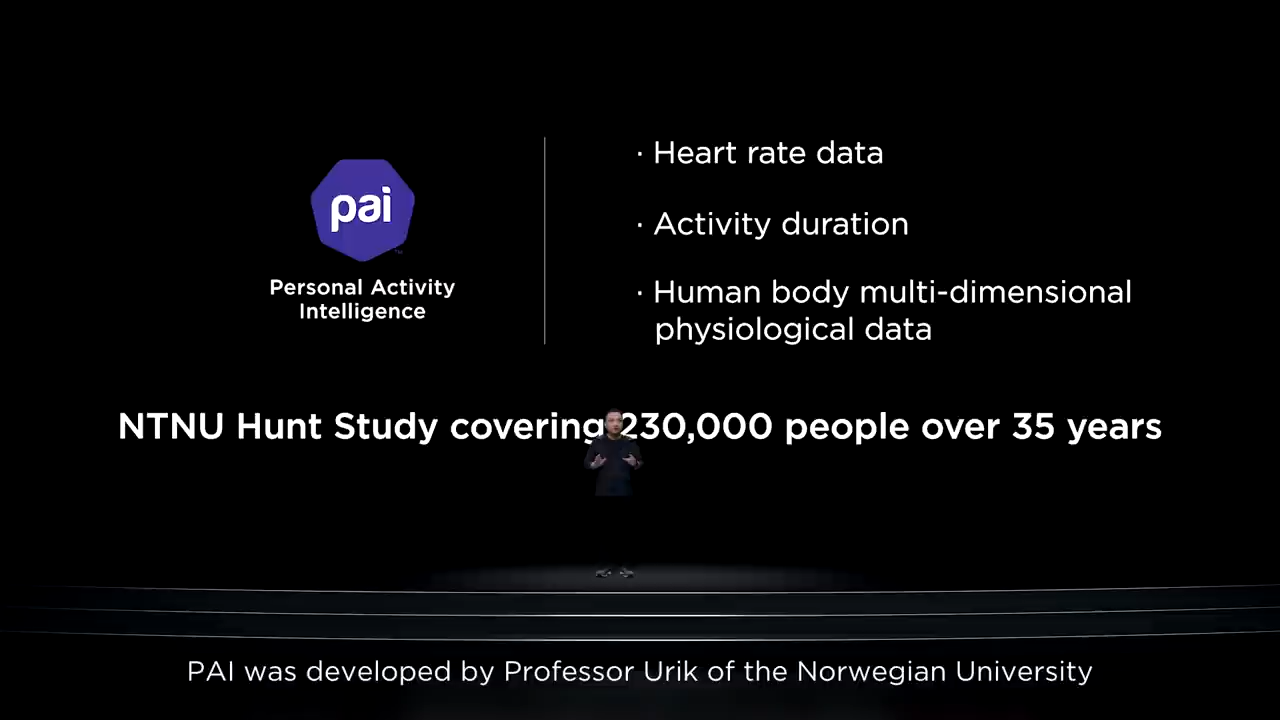 pai
™
Personal Activity
Intelligence
· Heart rate data
· Activity duration
· Human body multi-dimensional
physiological data
NTNU Hunt Study covering 230,000 people over 35 years
PAI was developed by Professor Urik of the Norwegian University